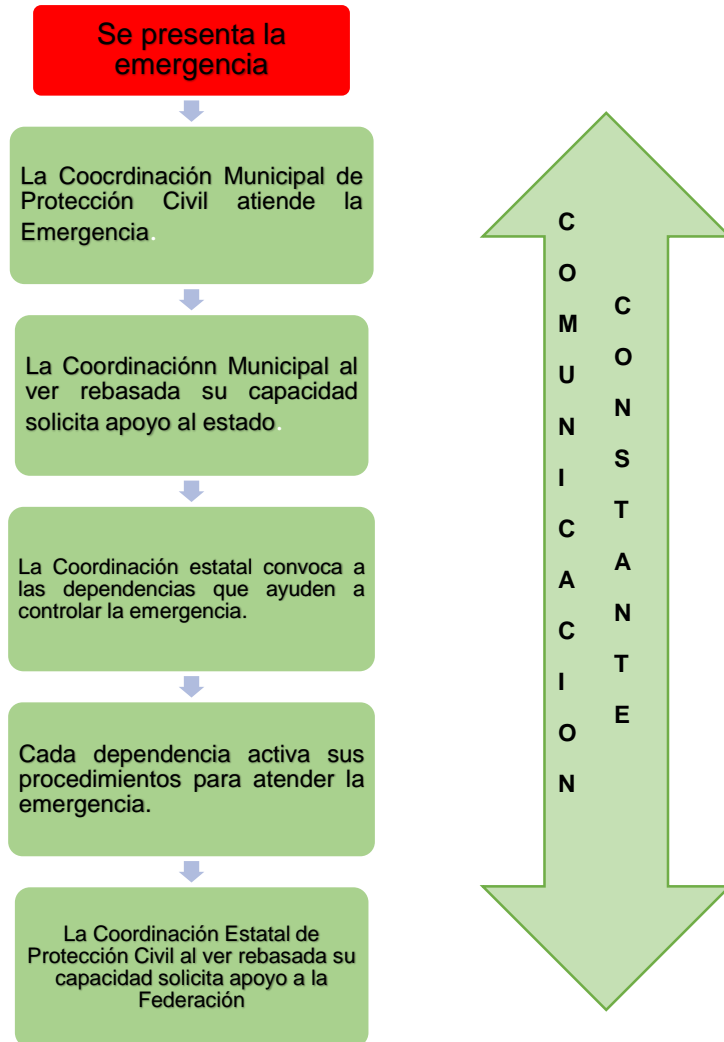 Se presenta la
emergencia
La Coocrdinación Municipal de
Protección Civil atiende la
Emergencia.
La Coordinaciónn Municipal al
ver rebasada su capacidad
solicita apoyo al estado.
La Coordinación estatal convoca a
las dependencias que ayuden a
controlar la emergencia.
Cada dependencia activa sus
procedimientos para atender la
emergencia.
La Coordinación Estatal de
Protección Civil al ver rebasada su
capacidad solicita apoyo a la
Federación
COMUNICACION
CONSTANTE